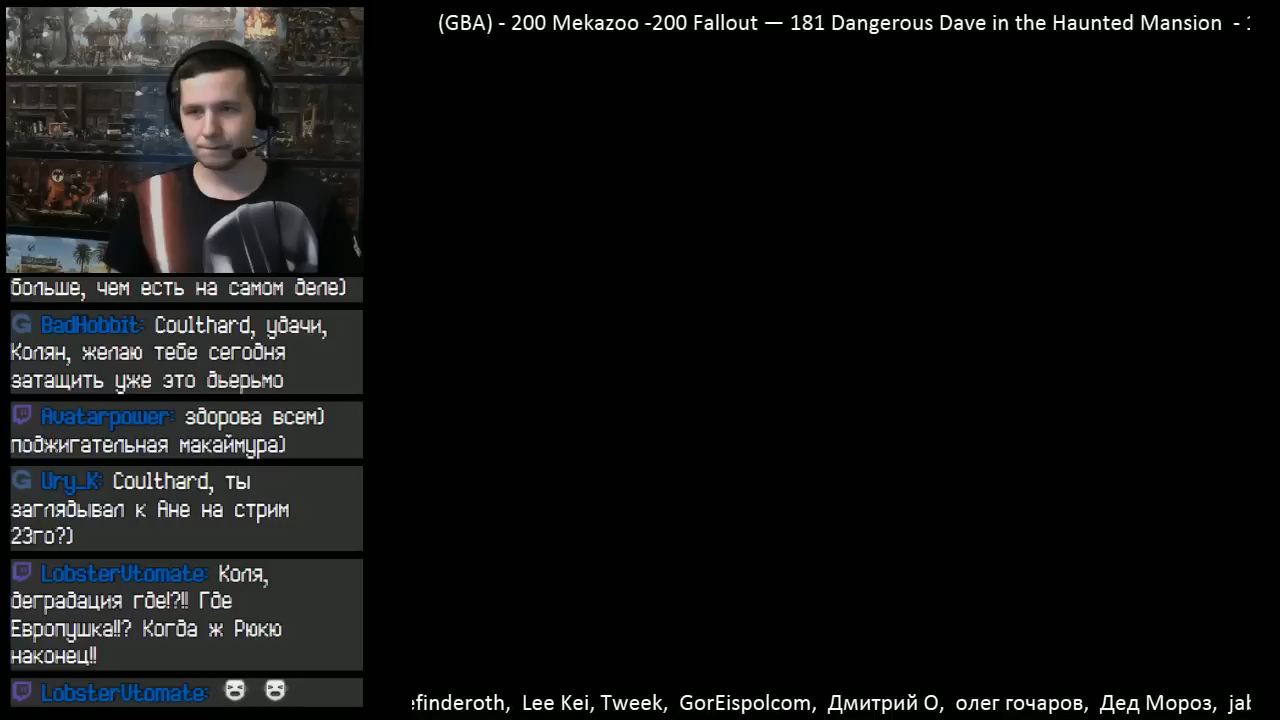 (GBA) - 200 Mekazoo -200 Fallout — 181 Dangerous Dave in the Haunted Mansion -
больше, чем есть на самом деле)
BadHobbit: Coulthard, удачи,
Колян, желаю тебе сегодня
затащить уже это дьерьмо
Avatarpower: здорова всем)
поджигательная макаймура)
Ury_K: Coulthard, ты
заглядывал к Ане на стрим
23го?)
LobsterUtomate: Коля,
деградация где!?!! Где
Европушка!!? Когда ж Рюкю
наконец!!
LobsterUtomate:
efinderoth, Lee Kei, Tweek, GorEispolcom, Дмитрий О, олег гочаров, Дед Мороз, jab